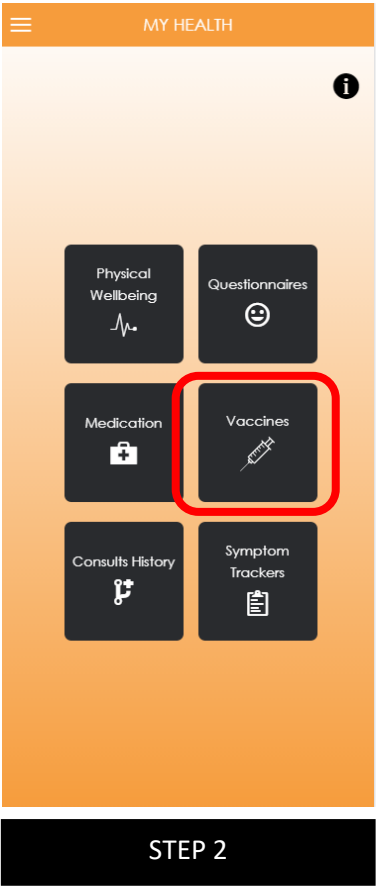 MY HEALTH
i
Physical
Wellbeing
Questionnaires
Medication
Vaccines
Consults History
Symptom
Trackers
STEP 2